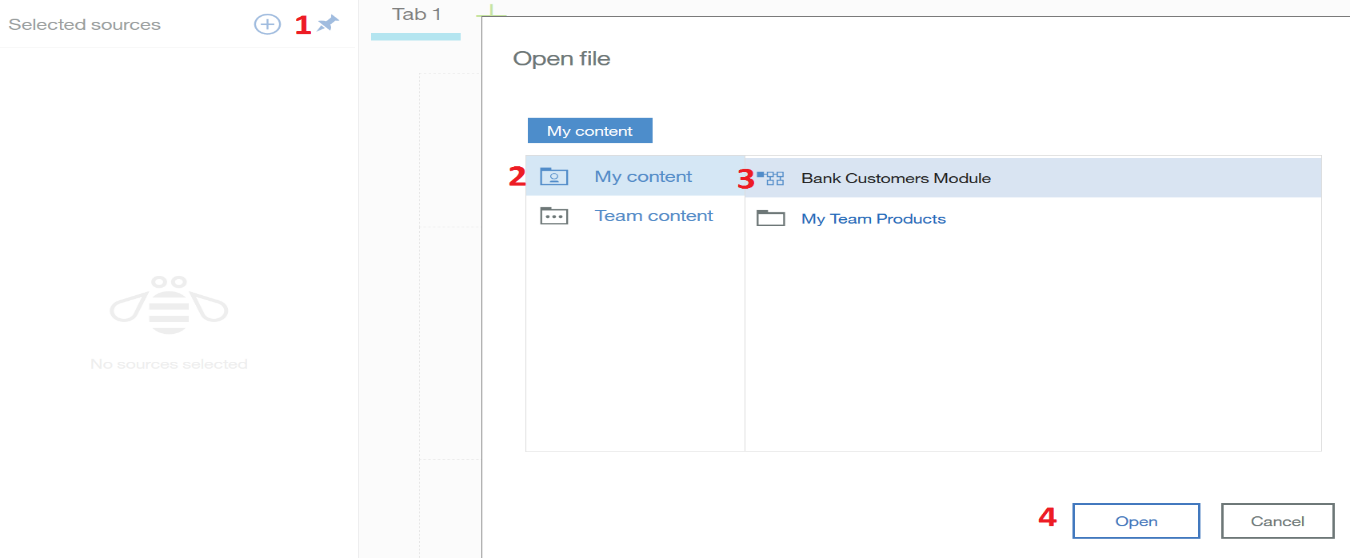 Selected sources
1
Tab 1
Open file
My content
2 My content
3 Bank Customers Module
Team content
My Team Products
No sources selected
4 Open
Cancel